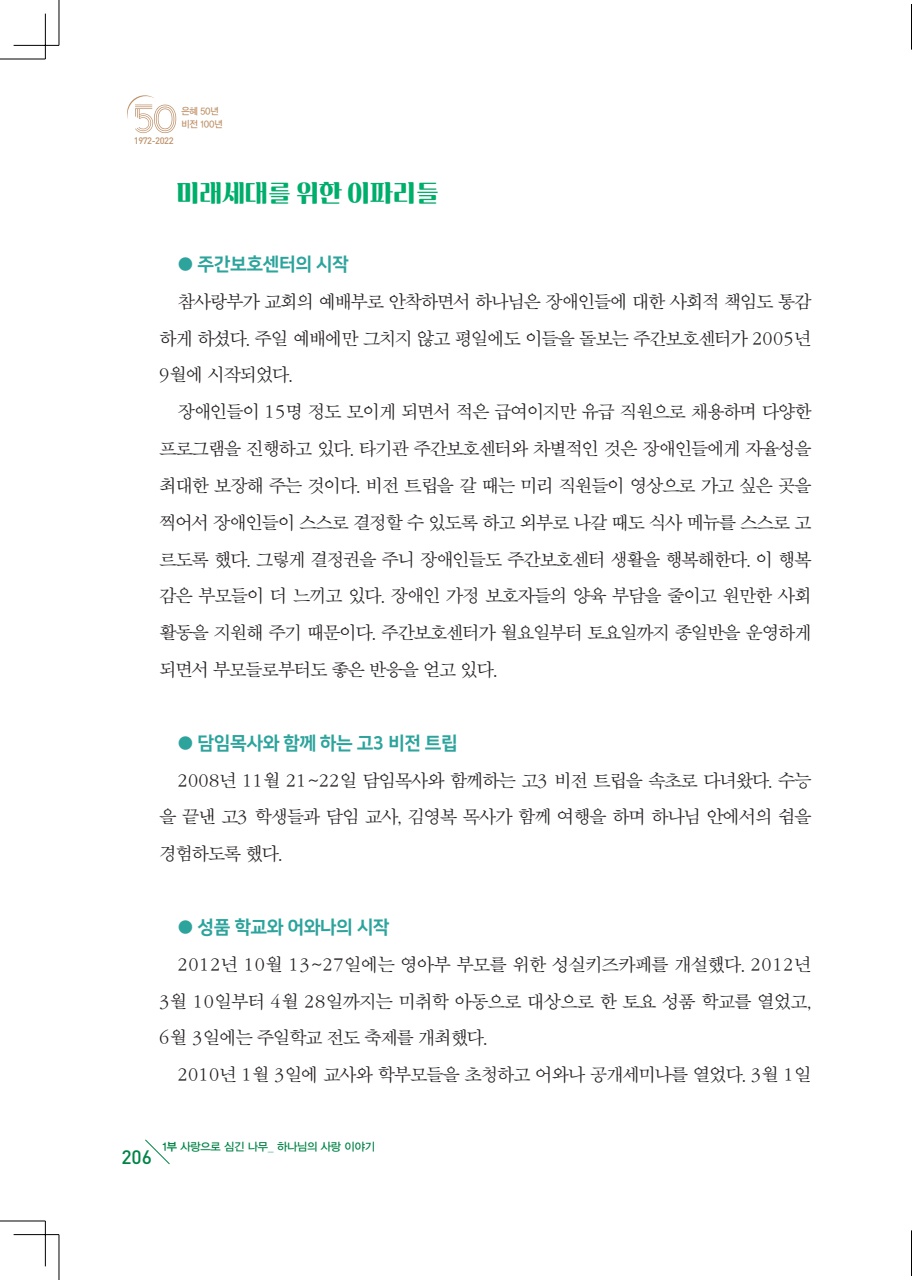 50
은혜 50년
비전 100년
1972-2022
미래세대를 위한 이파리들
● 주간보호센터의 시작
참사랑부가 교회의 예배부로 안착하면서 하나님은 장애인들에 대한 사회적 책임도 통감
하게 하셨다. 주일 예배에만 그치지 않고 평일에도 이들을 돌보는 주간보호센터가 2005년
9월에 시작되었다.
장애인들이 15명 정도 모이게 되면서 적은 급여이지만 유급 직원으로 채용하며 다양한
프로그램을 진행하고 있다. 타기관 주간보호센터와 차별적인 것은 장애인들에게 자율성을
최대한 보장해 주는 것이다. 비전 트립을 갈 때는 미리 직원들이 영상으로 가고 싶은 곳을
찍어서 장애인들이 스스로 결정할 수 있도록 하고 외부로 나갈 때도 식사 메뉴를 스스로 고
르도록 했다. 그렇게 결정권을 주니 장애인들도 주간보호센터 생활을 행복해한다. 이 행복
감은 부모들이 더 느끼고 있다. 장애인 가정 보호자들의 양육 부담을 줄이고 원만한 사회
활동을 지원해 주기 때문이다. 주간보호센터가 월요일부터 토요일까지 종일반을 운영하게
되면서 부모들로부터도 좋은 반응을 얻고 있다.
● 담임목사와 함께 하는 고3 비전 트립
2008년 11월 21~22일 담임목사와 함께하는 고3 비전 트립을 속초로 다녀왔다. 수능
을 끝낸 고3 학생들과 담임 교사, 김영복 목사가 함께 여행을 하며 하나님 안에서의 쉼을
경험하도록 했다.
● 성품 학교와 어와나의 시작
2012년 10월 13~27일에는 영아부 부모를 위한 성실키즈카페를 개설했다. 2012년
3월 10일부터 4월 28일까지는 미취학 아동으로 대상으로 한 토요 성품 학교를 열었고,
6월 3일에는 주일학교 전도 축제를 개최했다.
2010년 1월 3일에 교사와 학부모들을 초청하고 어와나 공개세미나를 열었다. 3월 1일
206
1부 사랑으로 심긴 나무_ 하나님의 사랑 이야기